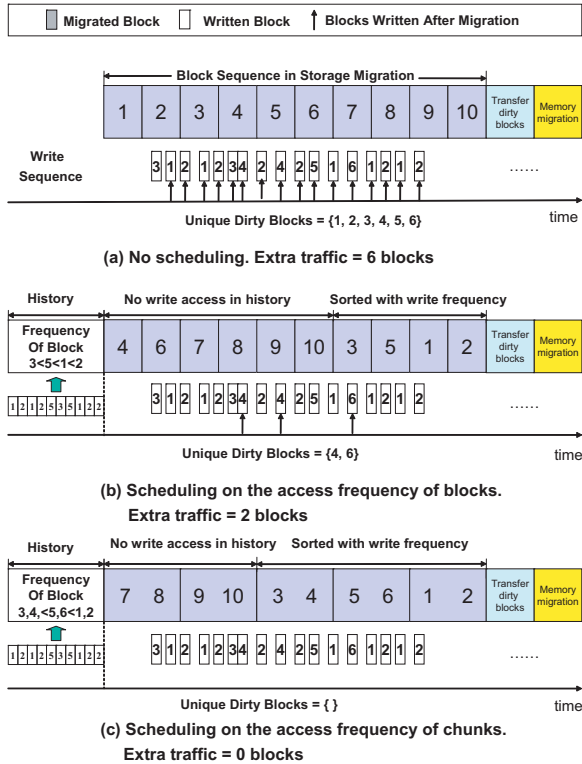 Migrated Block Written Block Blocks Written After Migration
Block Sequence in Storage Migration
1 2 3 4 5 6 7 8 9 10 Transfer dirty blocks Memory migration
Write Sequence
3 1 2 1 2 3 4 2 4 2 5 1 6 1 2 1 2 ......
time
Unique Dirty Blocks = {1, 2, 3, 4, 5, 6}
(a) No scheduling. Extra traffic = 6 blocks
History No write access in history Sorted with write frequency
Frequency
Of Block
3<5<1<2
4 6 7 8 9 10 3 5 1 2 Transfer dirty blocks Memory migration
1 2 1 2 5 3 5 1 2 2
3 1 2 1 2 3 4 2 4 2 5 1 6 1 2 1 2 ......
Unique Dirty Blocks = {4, 6} time
(b) Scheduling on the access frequency of blocks.
Extra traffic = 2 blocks
History No write access in history Sorted with write frequency
Frequency
Of Block
3,4,<5,6<1,2
7 8 9 10 3 4 5 6 1 2 Transfer dirty blocks Memory migration
1 2 1 2 5 3 5 1 2 2
3 1 2 1 2 3 4 2 4 2 5 1 6 1 2 1 2 ......
Unique Dirty Blocks = { } time
(c) Scheduling on the access frequency of chunks.
Extra traffic = 0 blocks